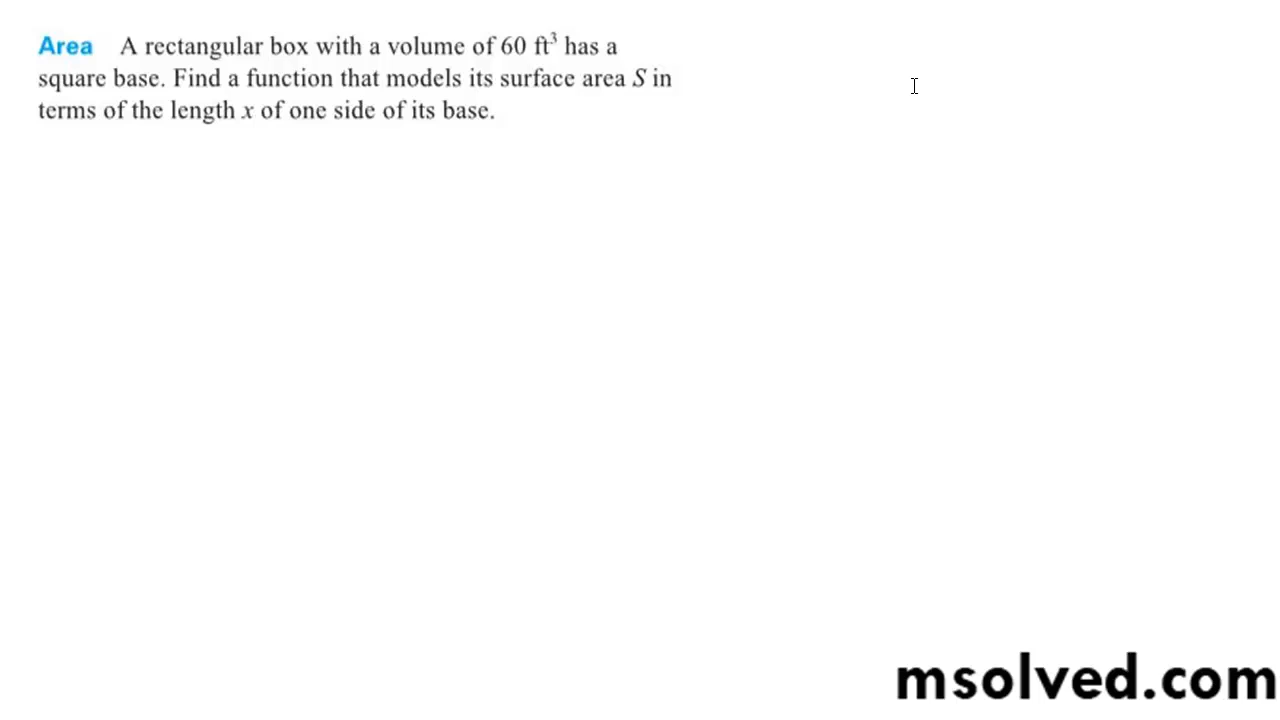 Area A rectangular box with a volume of 60 ft³ has a
square base. Find a function that models its surface area S in
terms of the length x of one side of its base.
msolved.com